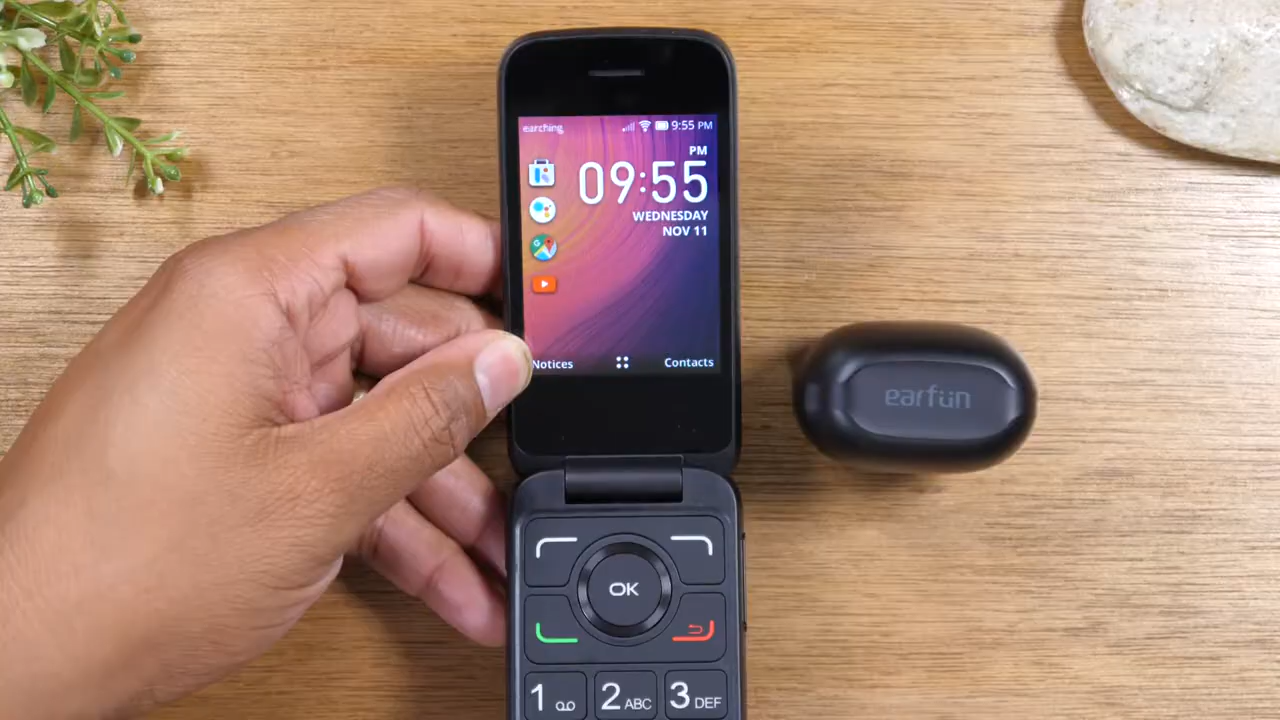 earching
9:55 PM
PM
09:55
WEDNESDAY
NOV 11
Notices
Contacts
earfun
OK
1
2 ABC
3 DEF